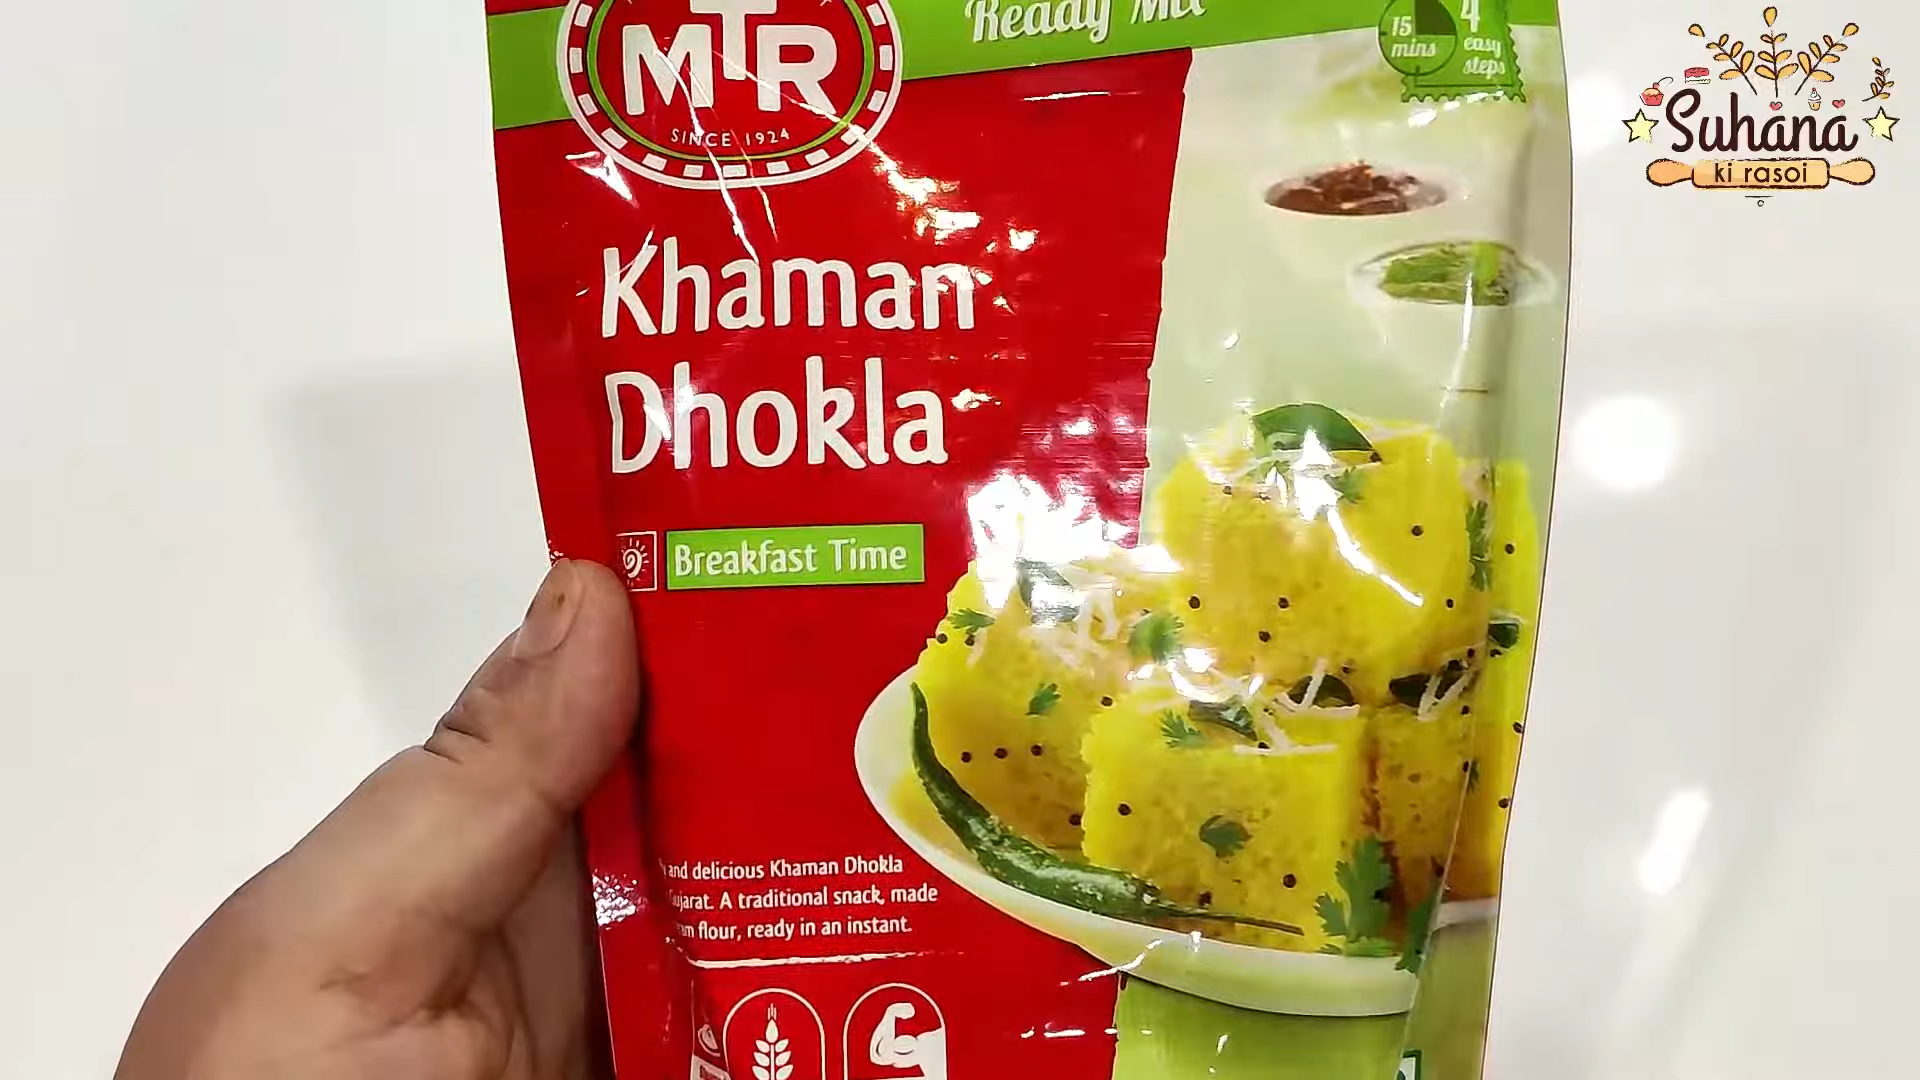 Ready Mix
15
mins
4
easy
steps
MTR
SINCE 1924
Suhana
ki rasoi
Khaman
Dhokla
Breakfast Time
and delicious Khaman Dhokla
Gujarat. A traditional snack, made
flour, ready in an instant.